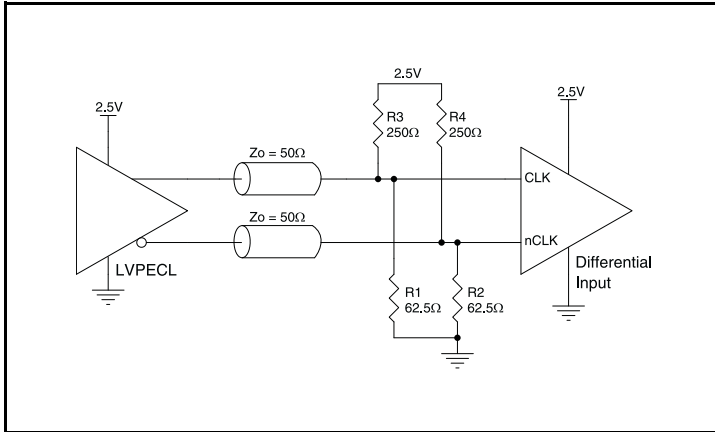 2.5V
2.5V
2.5V
R3
250Ω
R4
250Ω
Zo = 50Ω
CLK
Zo = 50Ω
nCLK
LVPECL
Differential
Input
R1
62.5Ω
R2
62.5Ω